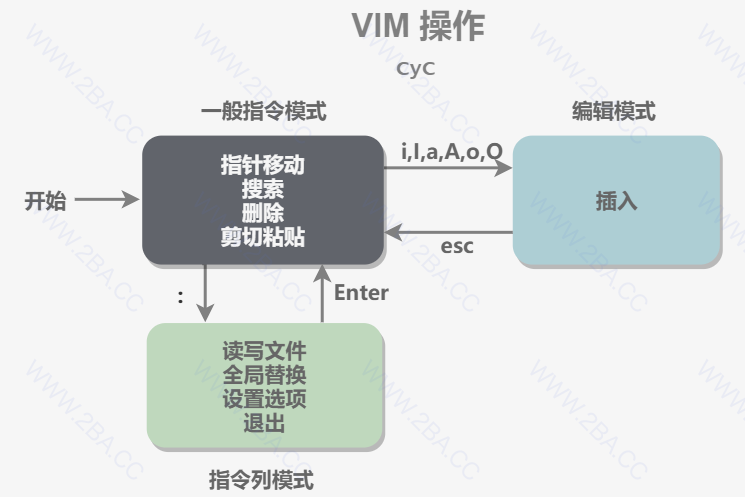 VIM 操作
CyC
一般指令模式
编辑模式
开始
指针移动
搜索
删除
剪切粘贴
i,I,a,A,o,O
插入
esc
:
Enter
读写文件
全局替换
设置选项
退出
指令列模式
WWW.2BA.CC